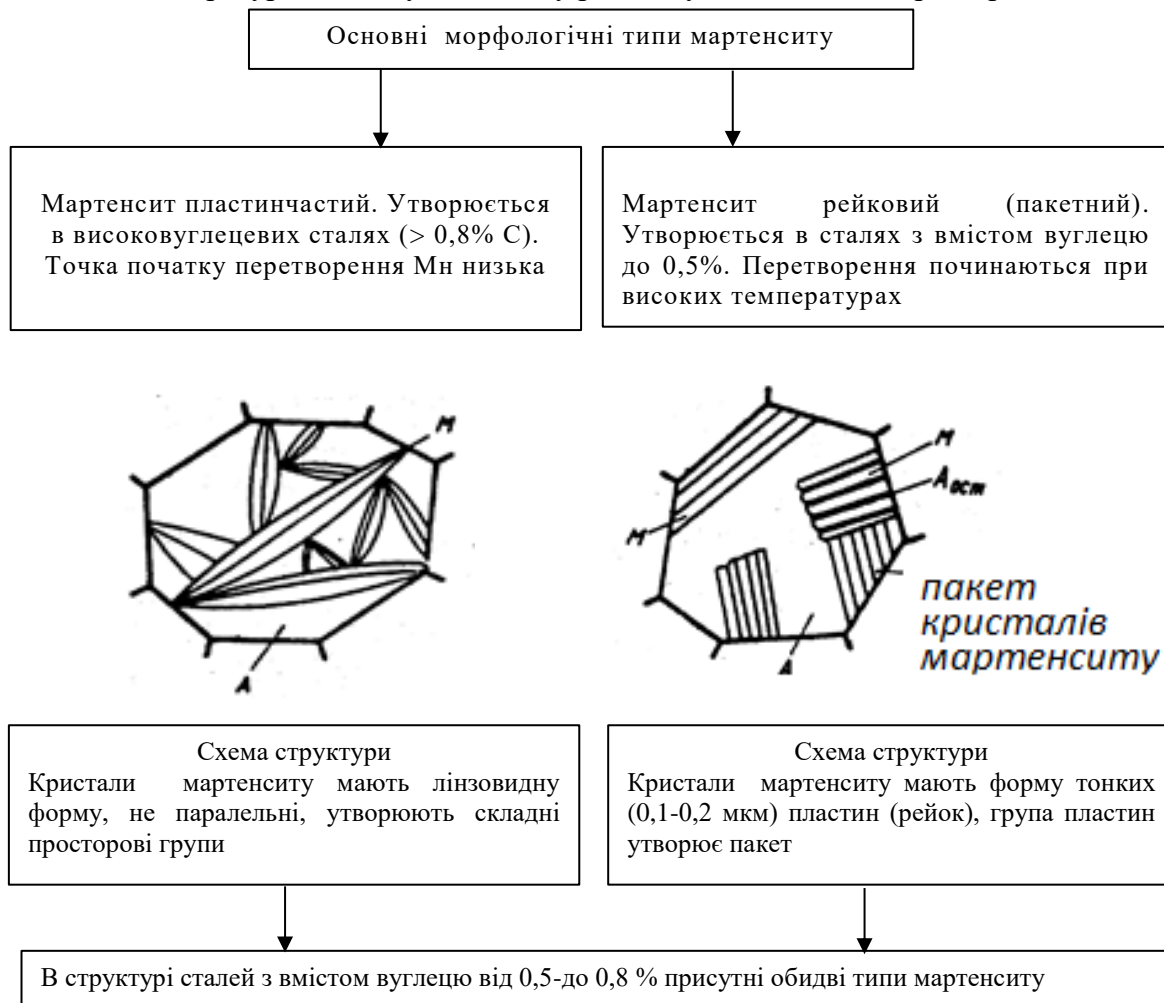 Основні морфологічні типи мартенситу
Мартенсит пластинчастий. Утворюється
в високовуглецевих сталях (> 0,8% С).
Точка початку перетворення Мн низька
Мартенсит рейковий (пакетний).
Утворюється в сталях з вмістом вуглецю
до 0,5%. Перетворення починаються при
високих температурах
М
А
М
Аост
М
А
пакет
кристалів
мартенситу
Схема структури
Кристали мартенситу мають лінзовидну
форму, не паралельні, утворюють складні
просторові групи
Схема структури
Кристали мартенситу мають форму тонких
(0,1-0,2 мкм) пластин (рейок), група пластин
утворює пакет
В структурі сталей з вмістом вуглецю від 0,5-до 0,8 % присутні обидві типи мартенситу